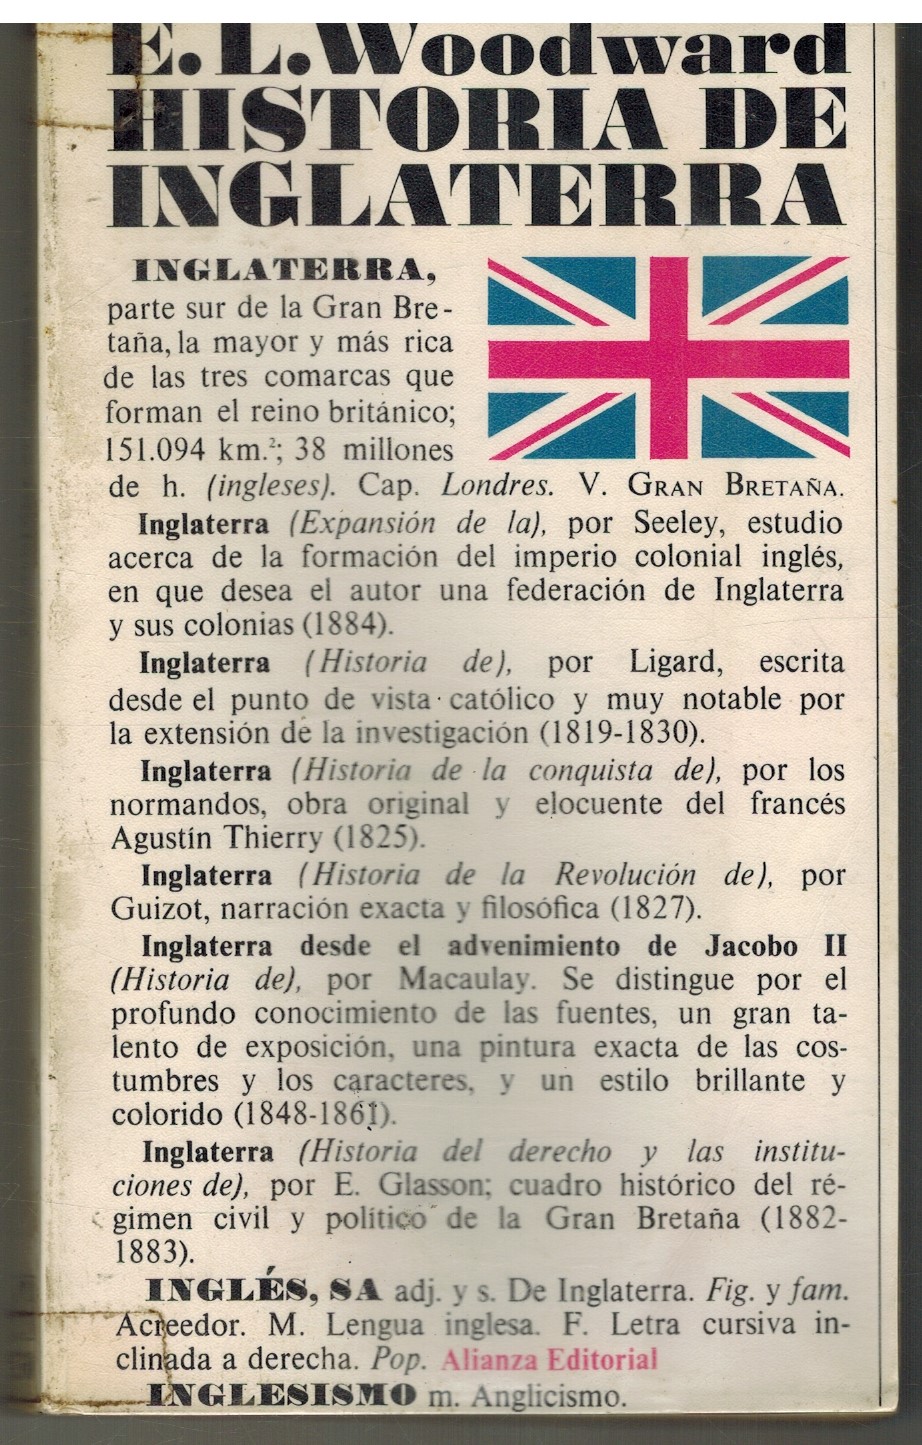 E. L. Woodward
HISTORIA DE
INGLATERRA
INGLATERRA,
parte sur de la Gran Bre-
taña, la mayor y más rica
de las tres comarcas que
forman el reino británico;
151.094 km.²; 38 millones
de h. (ingleses). Cap. Londres. V. GRAN BRETAÑA.
Inglaterra (Expansión de la), por Seeley, estudio
acerca de la formación del imperio colonial inglés,
en que desea el autor una federación de Inglaterra
y sus colonias (1884).
Inglaterra (Historia de), por Ligard, escrita
desde el punto de vista católico y muy notable por
la extensión de la investigación (1819-1830).
Inglaterra (Historia de la conquista de), por los
normandos, obra original y elocuente del francés
Agustín Thierry (1825).
Inglaterra (Historia de la Revolución de), por
Guizot, narración exacta y filosófica (1827).
Inglaterra desde el advenimiento de Jacobo II
(Historia de), por Macaulay. Se distingue por el
profundo conocimiento de las fuentes, un gran ta-
lento de exposición, una pintura exacta de las cos-
tumbres y los caracteres, y un estilo brillante y
colorido (1848-1861).
Inglaterra (Historia del derecho y las institu-
ciones de), por E. Glasson; cuadro histórico del ré-
gimen civil y político de la Gran Bretaña (1882-
1883).
INGLÉS, SA adj. y s. De Inglaterra. Fig. y fam.
Acreedor. M. Lengua inglesa. F. Letra cursiva in-
clinada a derecha. Pop. Alianza Editorial
INGLESISMO m. Anglicismo.